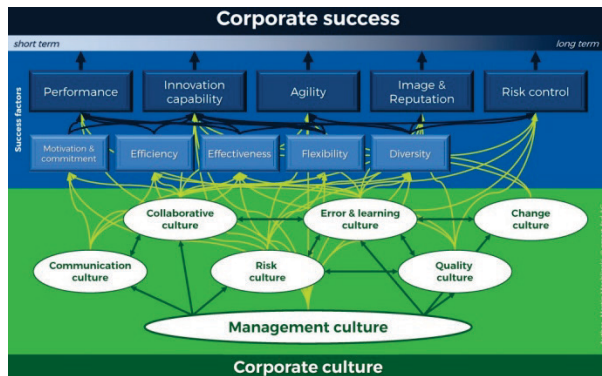 Corporate success
short term
long term
Success factors
Performance
Innovation
capability
Agility
Image &
Reputation
Risk control
Motivation &
commitment
Efficiency
Effectiveness
Flexibility
Diversity
Collaborative
culture
Error & learning
culture
Change
culture
Communication
culture
Risk
culture
Quality
culture
Management culture
Corporate culture